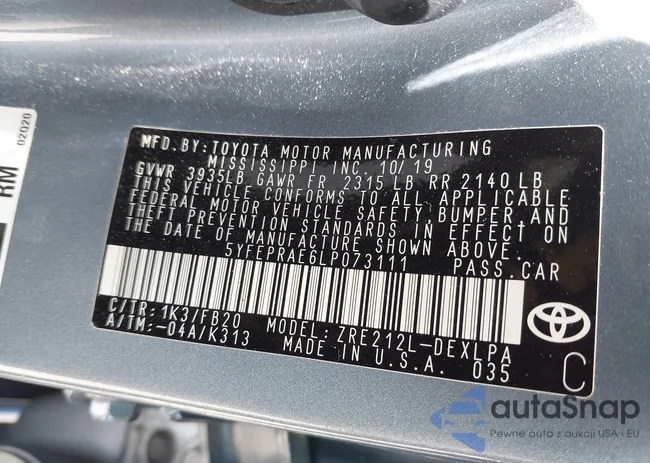 02020
RM
MFD.BY: TOYOTA MOTOR MANUFACTURING
MISSISSIPPI INC. 10/19
GVWR 3935LB GAWR FR 2315 LB RR 2140 LB
THIS VEHICLE CONFORMS TO ALL APPLICABLE
FEDERAL MOTOR VEHICLE SAFETY, BUMPER, AND
THEFT PREVENTION STANDARDS IN EFFECT ON
THE DATE OF MANUFACTURE SHOWN ABOVE.
5YFEPRAE6LP073111 PASS.CAR
C/TR: 1K3/FB20 MODEL: ZRE212L-DEXLPA
A/TM: -04A/K313 MADE IN U.S.A. 035
C
autaSnap
Pewne auto z aukcji USA i EU